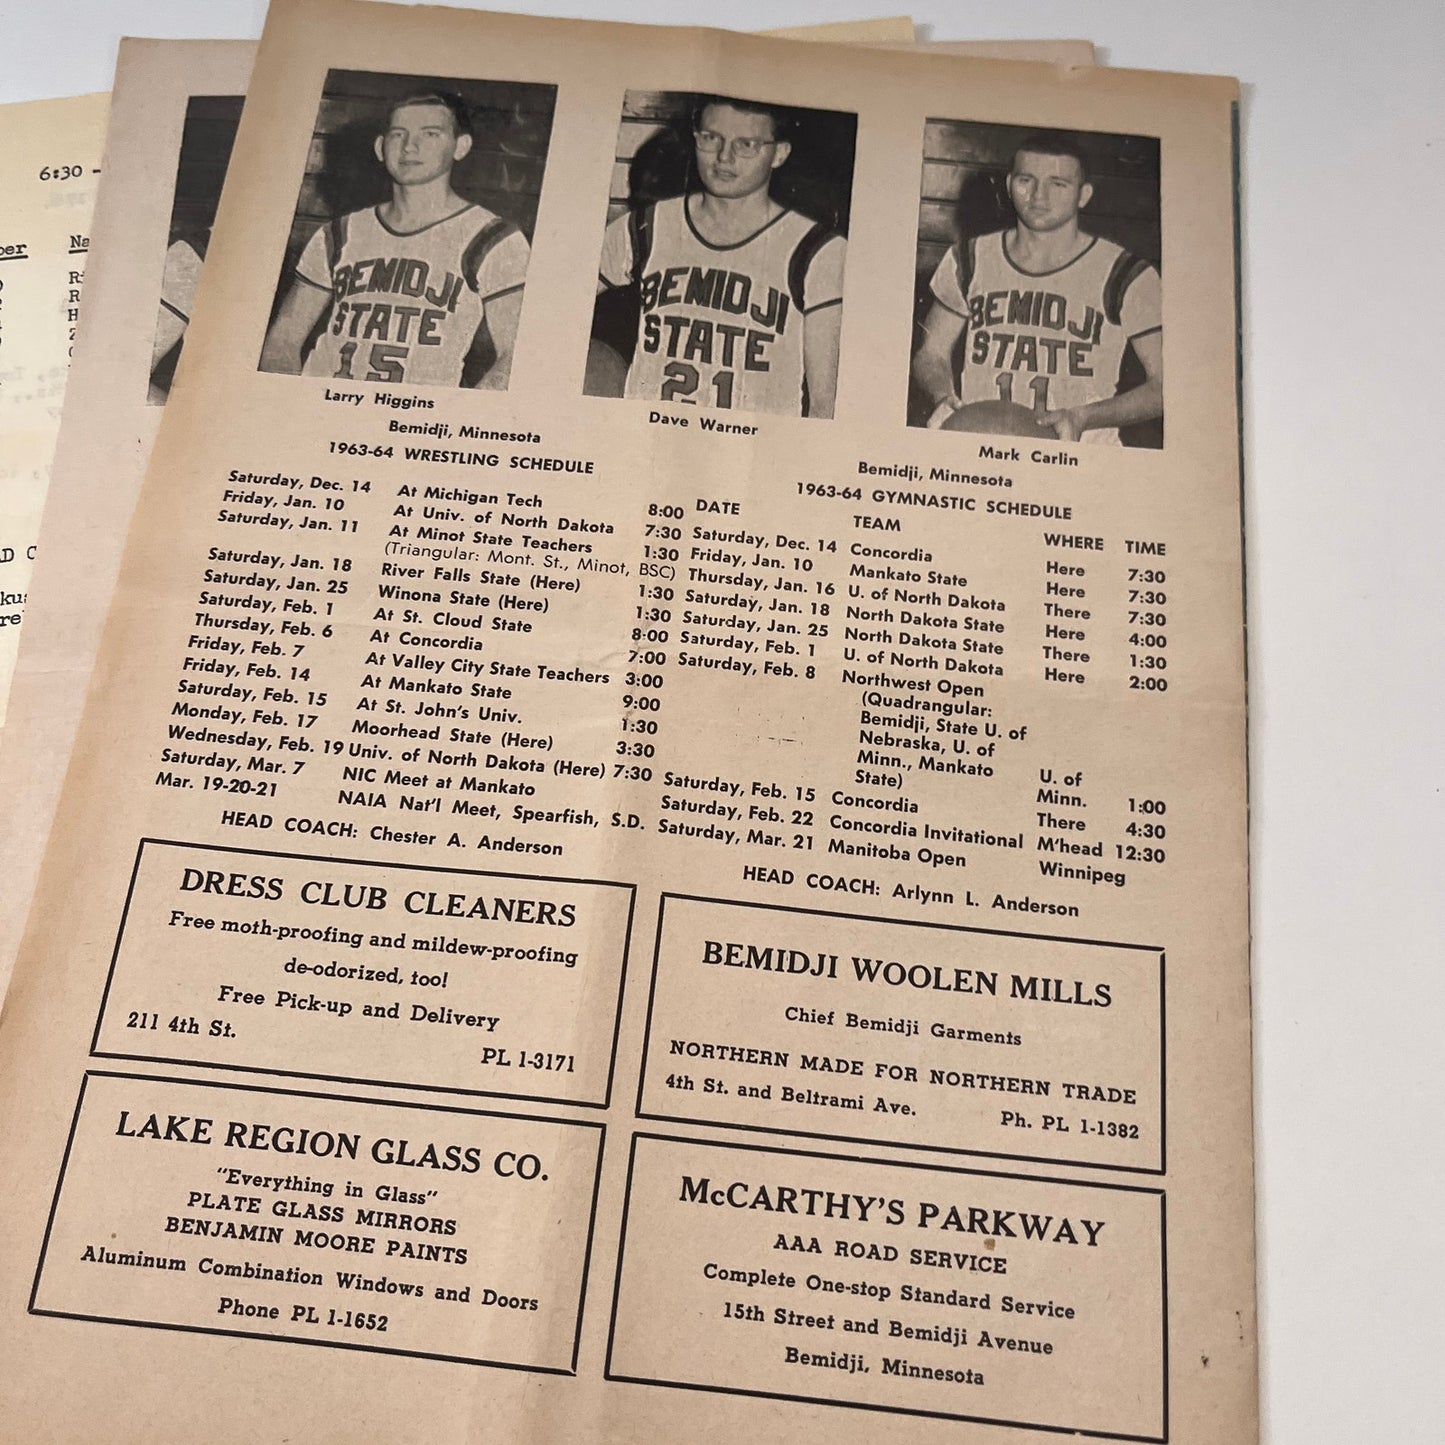 6:30 -
Na
BEMIDJI
STATE
15
BEMIDJI
STATE
21
BEMIDJI
STATE
11
Larry Higgins
Bemidji, Minnesota
Dave Warner
Mark Carlin
Bemidji, Minnesota
1963-64 WRESTLING SCHEDULE
Saturday, Dec. 14 At Michigan Tech 8:00
Friday, Jan. 10 At Univ. of North Dakota 7:30
Saturday, Jan. 11 At Minot State Teachers 1:30
(Triangular: Mont. St., Minot, BSC)
Saturday, Jan. 18 River Falls State (Here) 1:30
Saturday, Jan. 25 Winona State (Here) 1:30
Saturday, Feb. 1 At St. Cloud State 8:00
Thursday, Feb. 6 At Concordia 7:00
Friday, Feb. 7 At Valley City State Teachers 3:00
Friday, Feb. 14 At Mankato State 9:00
Saturday, Feb. 15 At St. John's Univ. 1:30
Monday, Feb. 17 Moorhead State (Here) 3:30
Wednesday, Feb. 19 Univ. of North Dakota (Here) 7:30
Saturday, Mar. 7 NIC Meet at Mankato
Mar. 19-20-21 NAIA Nat'l Meet, Spearfish, S.D.
HEAD COACH: Chester A. Anderson
1963-64 GYMNASTIC SCHEDULE
DATE TEAM WHERE TIME
Saturday, Dec. 14 Concordia Here 7:30
Friday, Jan. 10 Mankato State Here 7:30
Thursday, Jan. 16 U. of North Dakota There 7:30
Saturday, Jan. 18 North Dakota State Here 4:00
Saturday, Jan. 25 North Dakota State There 1:30
Saturday, Feb. 1 U. of North Dakota Here 2:00
Saturday, Feb. 8 Northwest Open
(Quadrangular:
Bemidji, State U. of
Nebraska, U. of
Minn., Mankato U. of
State) Minn. 1:00
Saturday, Feb. 15 Concordia There 4:30
Saturday, Feb. 22 Concordia Invitational M'head 12:30
Saturday, Mar. 21 Manitoba Open Winnipeg
HEAD COACH: Arlynn L. Anderson
DRESS CLUB CLEANERS
Free moth-proofing and mildew-proofing
de-odorized, too!
Free Pick-up and Delivery
211 4th St.
PL 1-3171
BEMIDJI WOOLEN MILLS
Chief Bemidji Garments
NORTHERN MADE FOR NORTHERN TRADE
4th St. and Beltrami Ave.
Ph. PL 1-1382
LAKE REGION GLASS CO.
"Everything in Glass"
PLATE GLASS MIRRORS
BENJAMIN MOORE PAINTS
Aluminum Combination Windows and Doors
Phone PL 1-1652
McCARTHY'S PARKWAY
AAA ROAD SERVICE
Complete One-stop Standard Service
15th Street and Bemidji Avenue
Bemidji, Minnesota